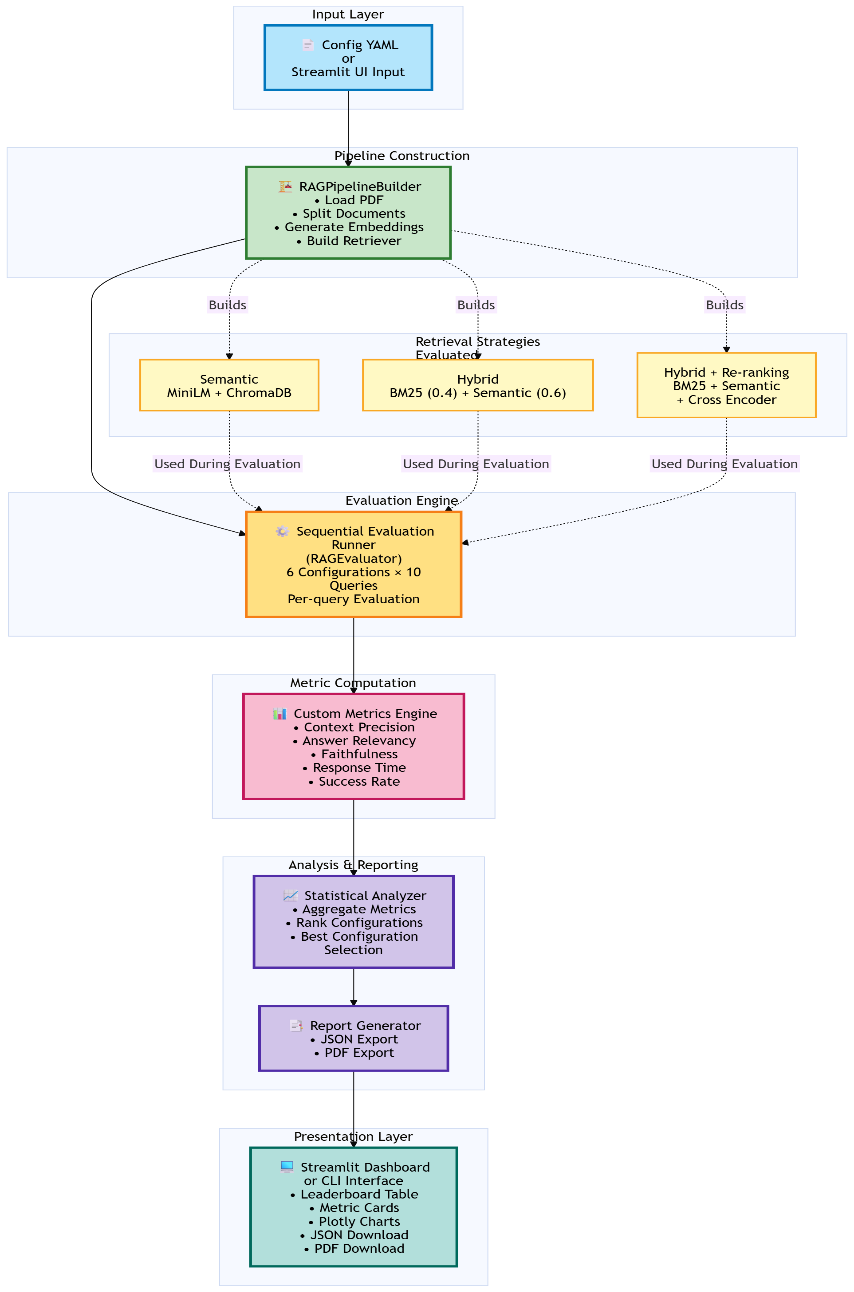 Input Layer
Config YAML
or
Streamlit UI Input
Pipeline Construction
RAGPipelineBuilder
• Load PDF
• Split Documents
• Generate Embeddings
• Build Retriever
Builds
Builds
Builds
Retrieval Strategies
Evaluated
Semantic
MiniLM + ChromaDB
Hybrid
BM25 (0.4) + Semantic (0.6)
Hybrid + Re-ranking
BM25 + Semantic
+ Cross Encoder
Used During Evaluation
Used During Evaluation
Used During Evaluation
Evaluation Engine
Sequential Evaluation
Runner
(RAGEvaluator)
6 Configurations × 10
Queries
Per-query Evaluation
Metric Computation
Custom Metrics Engine
• Context Precision
• Answer Relevancy
• Faithfulness
• Response Time
• Success Rate
Analysis & Reporting
Statistical Analyzer
• Aggregate Metrics
• Rank Configurations
• Best Configuration
Selection
Report Generator
• JSON Export
• PDF Export
Presentation Layer
Streamlit Dashboard
or CLI Interface
• Leaderboard Table
• Metric Cards
• Plotly Charts
• JSON Download
• PDF Download